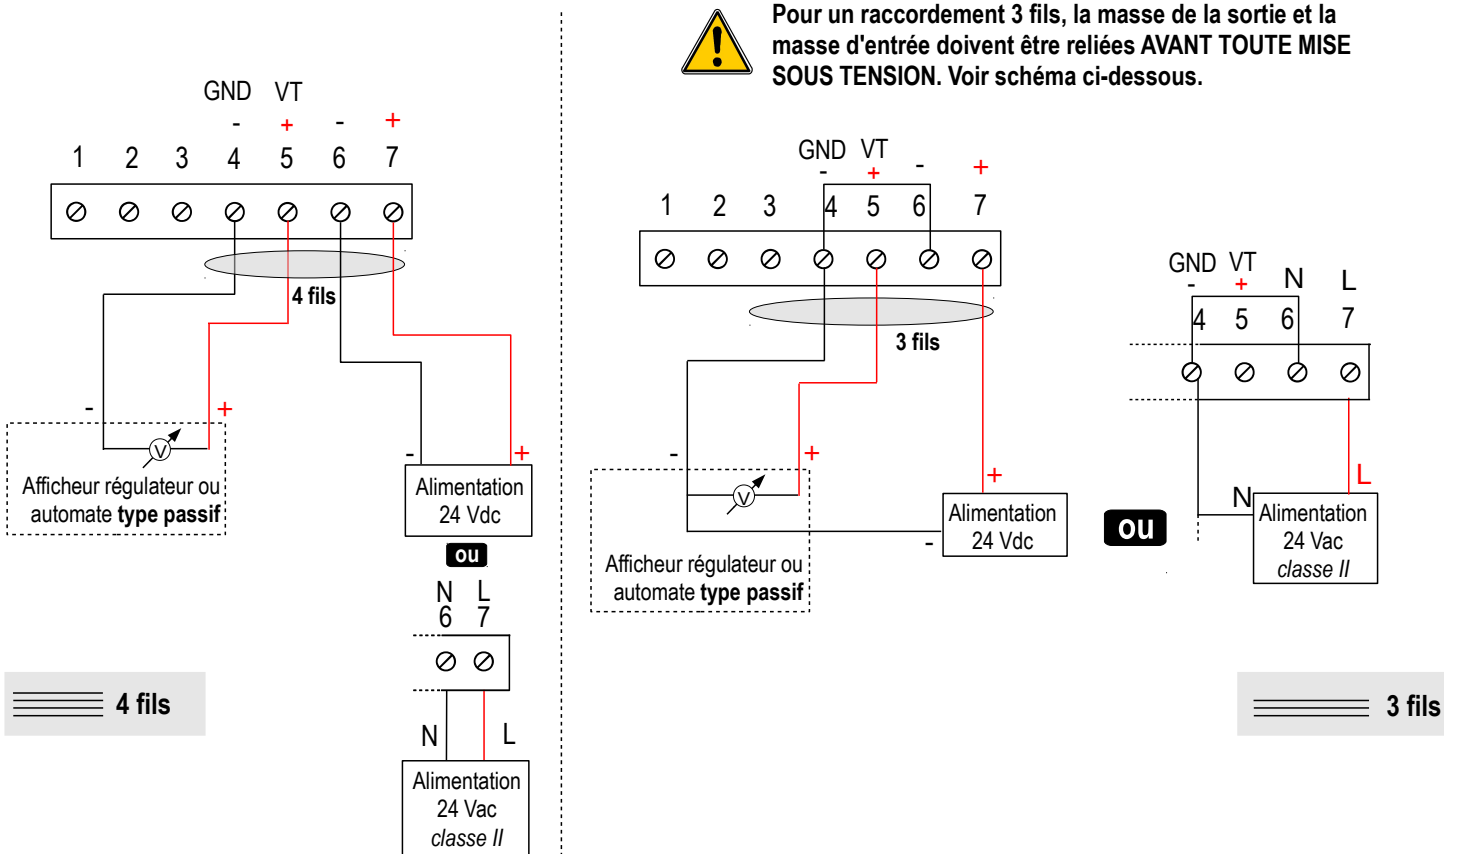 Pour un raccordement 3 fils, la masse de la sortie et la
masse d'entrée doivent être reliées AVANT TOUTE MISE
SOUS TENSION. Voir schéma ci-dessous.
GND VT
- + - +
1 2 3 4 5 6 7
4 fils
- +
V
Afficheur régulateur ou
automate type passif
- +
Alimentation
24 Vdc
ou
N L
6 7
N L
Alimentation
24 Vac
classe II
4 fils
GND VT
- + - +
1 2 3 4 5 6 7
3 fils
- +
V
Afficheur régulateur ou
automate type passif
+
-
Alimentation
24 Vdc
ou
GND VT N L
- +
4 5 6 7
L
N
Alimentation
24 Vac
classe II
3 fils